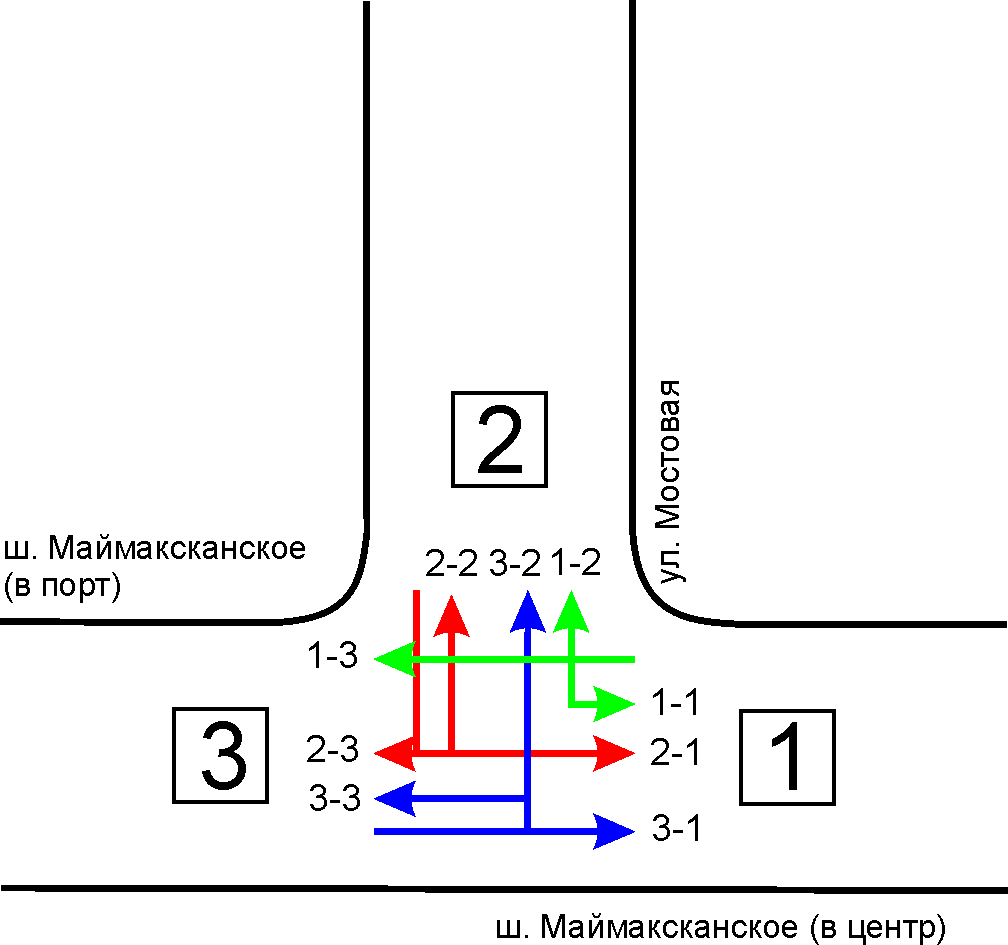 2
ул. Мостовая
ш. Маймаксканское
(в порт)
2-2 3-2 1-2
1-3
1-1
3
1
2-3
2-1
3-3
3-1
ш. Маймаксканское (в центр)